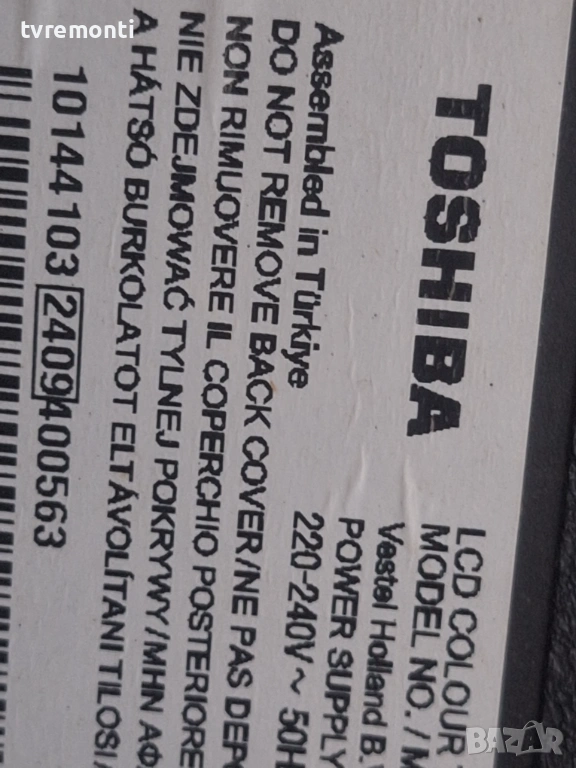 tvremonti
TOSHIBA
LCD COLOUR
MODEL NO. /
Vestel Holland B.
POWER SUPPLY
220-240V ~ 50H
Assembled in Türkiye
DO NOT REMOVE BACK COVER/NE PAS DEP
NON RIMUOVERE IL COPERCHIO POSTERIORE
NIE ZDEJMOWAĆ TYLNEJ POKRYWY/MHN AΦ
A HÁTSÓ BURKOLATOT ELTÁVOLÍTANI TILOS!
10144103 2409 400563
BAZAR